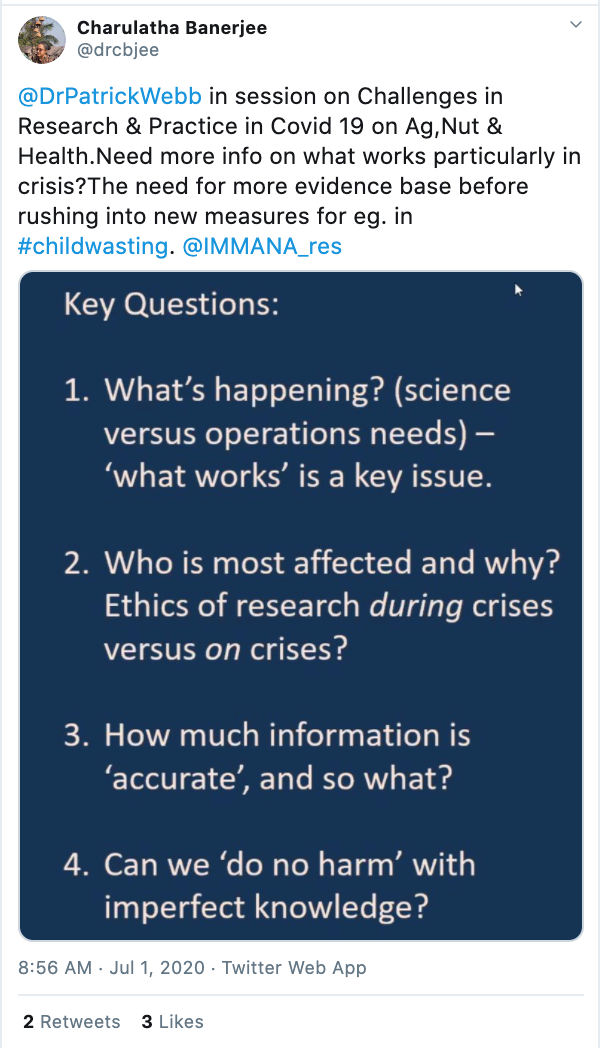 Charulatha Banerjee
@drcbjee
@DrPatrickWebb in session on Challenges in
Research & Practice in Covid 19 on Ag,Nut &
Health.Need more info on what works particularly in
crisis?The need for more evidence base before
rushing into new measures for eg. in
#childwasting. @IMMANA_res
Key Questions:
1. What’s happening? (science
versus operations needs) –
‘what works’ is a key issue.
2. Who is most affected and why?
Ethics of research during crises
versus on crises?
3. How much information is
‘accurate’, and so what?
4. Can we ‘do no harm’ with
imperfect knowledge?
8:56 AM · Jul 1, 2020 · Twitter Web App
2 Retweets 3 Likes